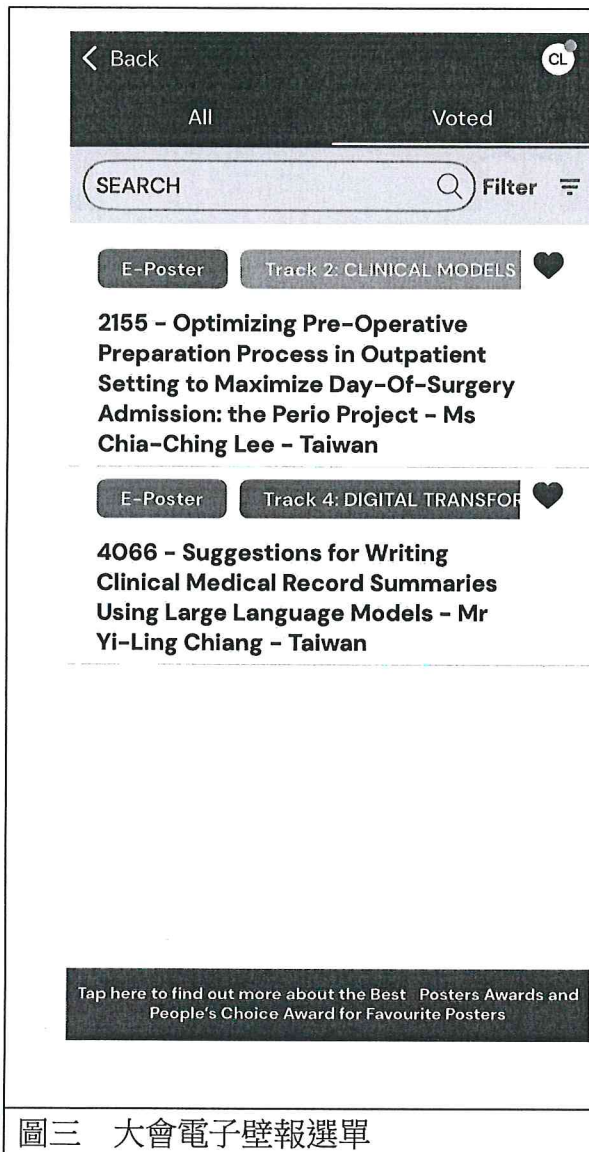 Back
CL
All
Voted
SEARCH
Filter
E-Poster
Track 2: CLINICAL MODELS
2155 – Optimizing Pre-Operative
Preparation Process in Outpatient
Setting to Maximize Day-Of-Surgery
Admission: the Perio Project – Ms
Chia-Ching Lee – Taiwan
E-Poster
Track 4: DIGITAL TRANSFOR
4066 – Suggestions for Writing
Clinical Medical Record Summaries
Using Large Language Models – Mr
Yi-Ling Chiang – Taiwan
Tap here to find out more about the Best Posters Awards and
People's Choice Award for Favourite Posters
圖三 大會電子壁報選單